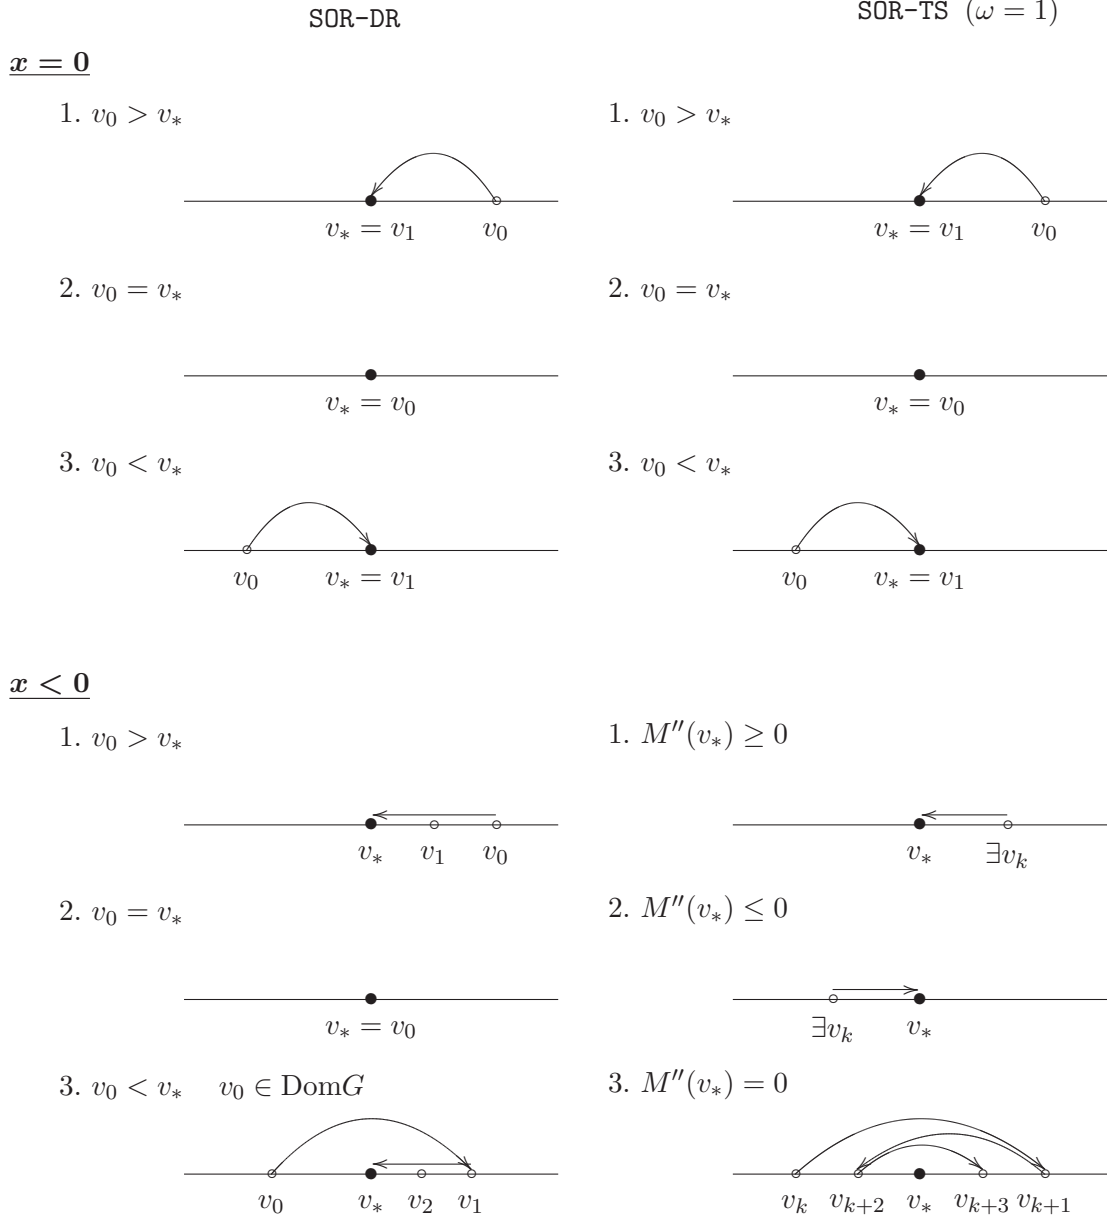 SOR-DR SOR-TS (ω = 1)
x = 0
1. v₀ > v∗ 1. v₀ > v∗
v∗ = v₁ v₀ v∗ = v₁ v₀
2. v₀ = v∗ 2. v₀ = v∗
v∗ = v₀ v∗ = v₀
3. v₀ < v∗ 3. v₀ < v∗
v₀ v∗ = v₁ v₀ v∗ = v₁
x < 0
1. v₀ > v∗ 1. M″(v∗) ≥ 0
v∗ v₁ v₀ v∗ ∃vₖ
2. v₀ = v∗ 2. M″(v∗) ≤ 0
v∗ = v₀ ∃vₖ v∗
3. v₀ < v∗ v₀ ∈ DomG 3. M″(v∗) = 0
v₀ v∗ v₂ v₁ vₖ vₖ₊₂ v∗ vₖ₊₃ vₖ₊₁